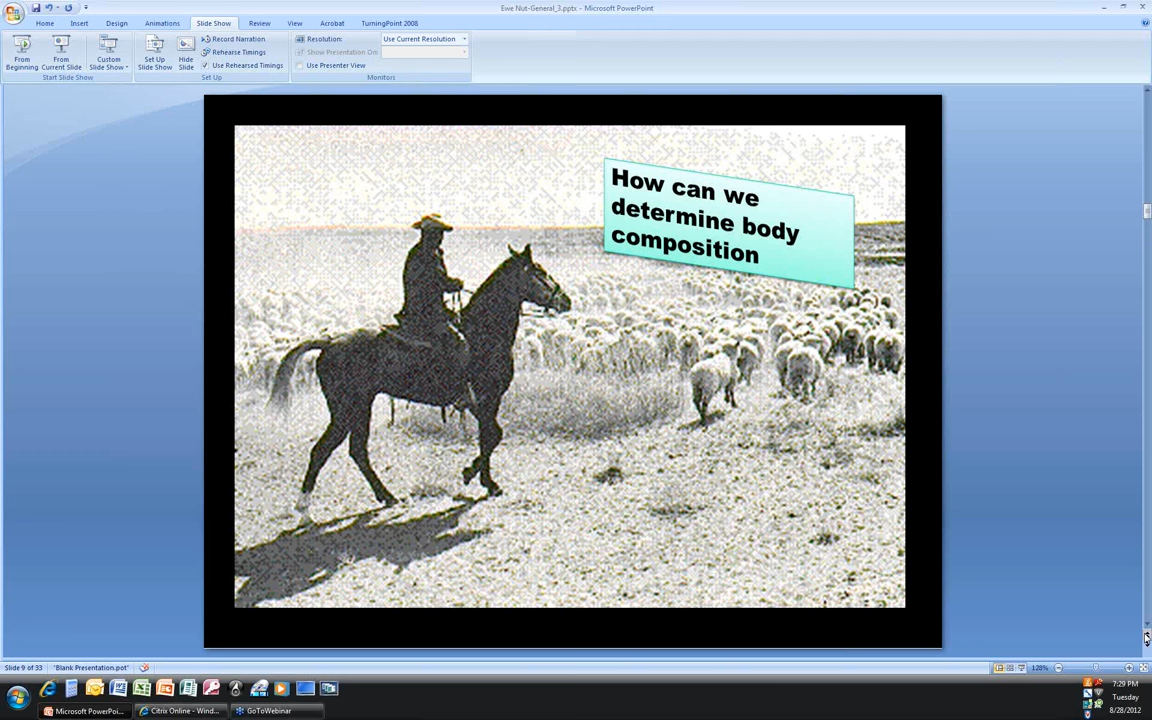 Ewe Nut-General_3.pptx - Microsoft PowerPoint
Home Insert Design Animations Slide Show Review View Acrobat TurningPoint 2008
From Beginning
From Current Slide
Custom Slide Show
Start Slide Show
Set Up Slide Show
Hide Slide
Record Narration
Rehearse Timings
Use Rehearsed Timings
Set Up
Resolution: Use Current Resolution
Show Presentation On:
Use Presenter View
Monitors
How can we
determine body
composition
Slide 9 of 33 "Blank Presentation.pot" 128%
Microsoft PowerPoi... Citrix Online - Wind... GoToWebinar
7:29 PM
Tuesday
8/28/2012